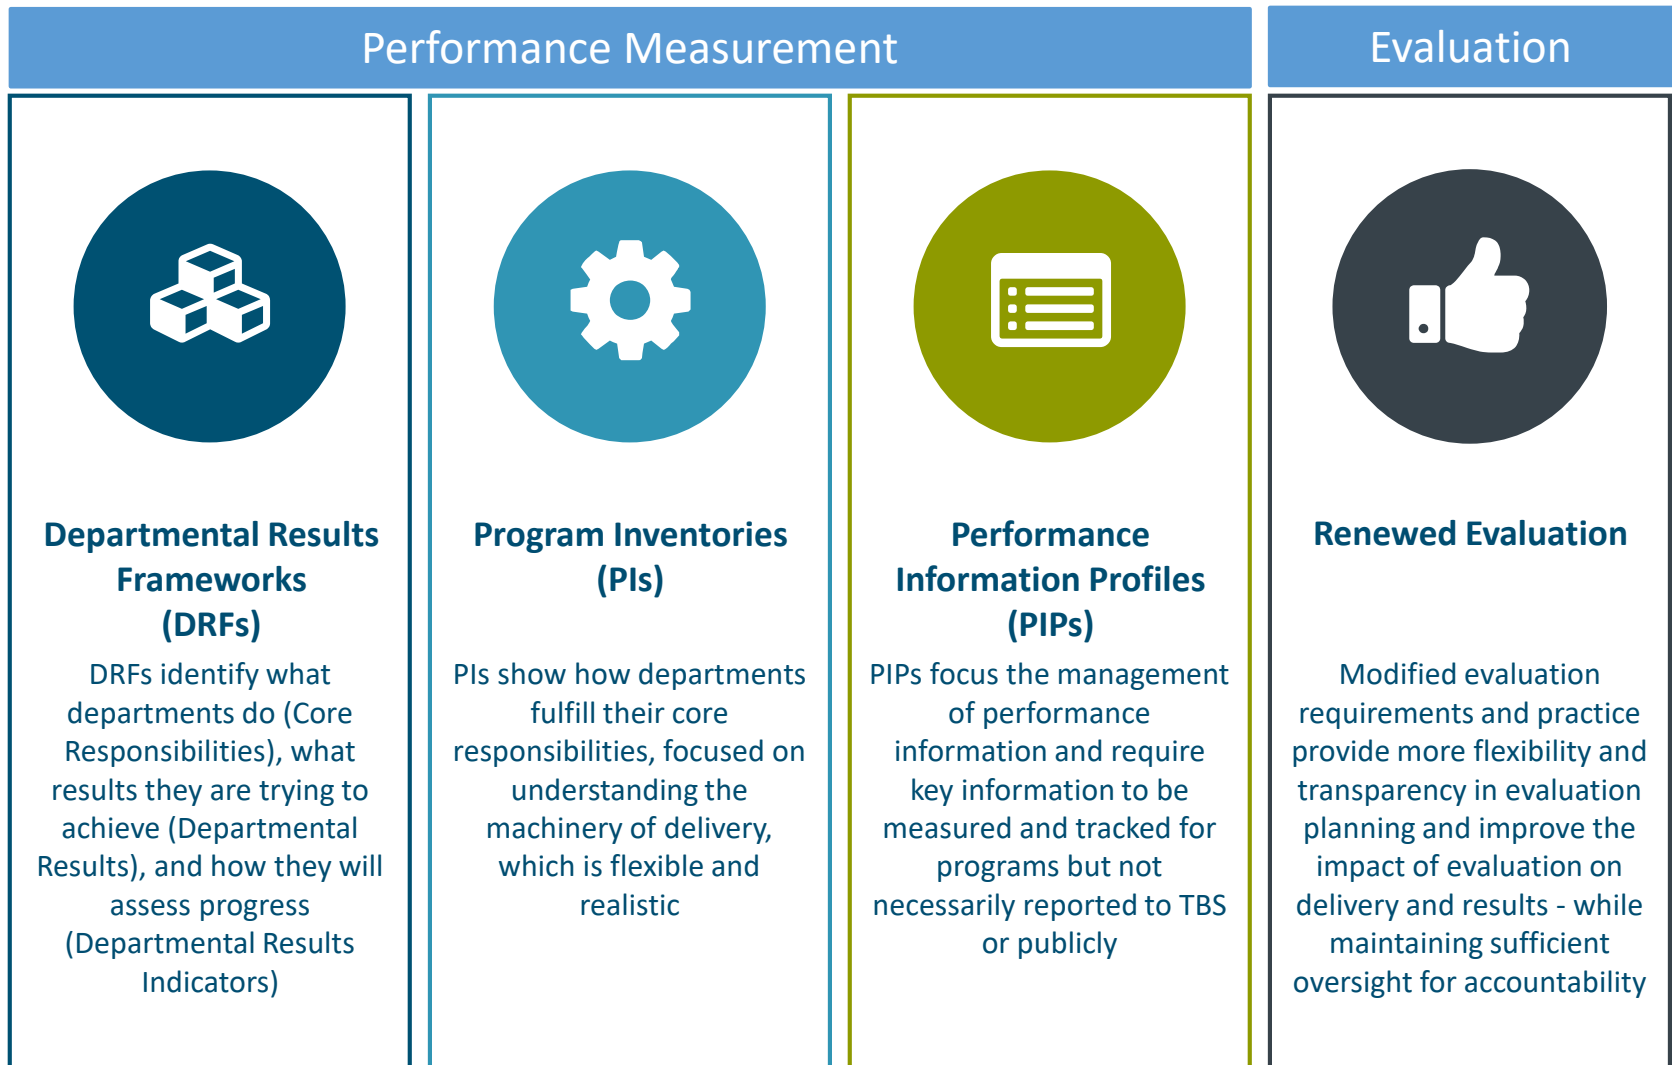 Performance Measurement
Evaluation
Departmental Results
Frameworks
(DRFs)
DRFs identify what
departments do (Core
Responsibilities), what
results they are trying to
achieve (Departmental
Results), and how they will
assess progress
(Departmental Results
Indicators)
Program Inventories
(PIs)
PIs show how departments
fulfill their core
responsibilities, focused on
understanding the
machinery of delivery,
which is flexible and
realistic
Performance
Information Profiles
(PIPs)
PIPs focus the management
of performance
information and require
key information to be
measured and tracked for
programs but not
necessarily reported to TBS
or publicly
Renewed Evaluation
Modified evaluation
requirements and practice
provide more flexibility and
transparency in evaluation
planning and improve the
impact of evaluation on
delivery and results - while
maintaining sufficient
oversight for accountability